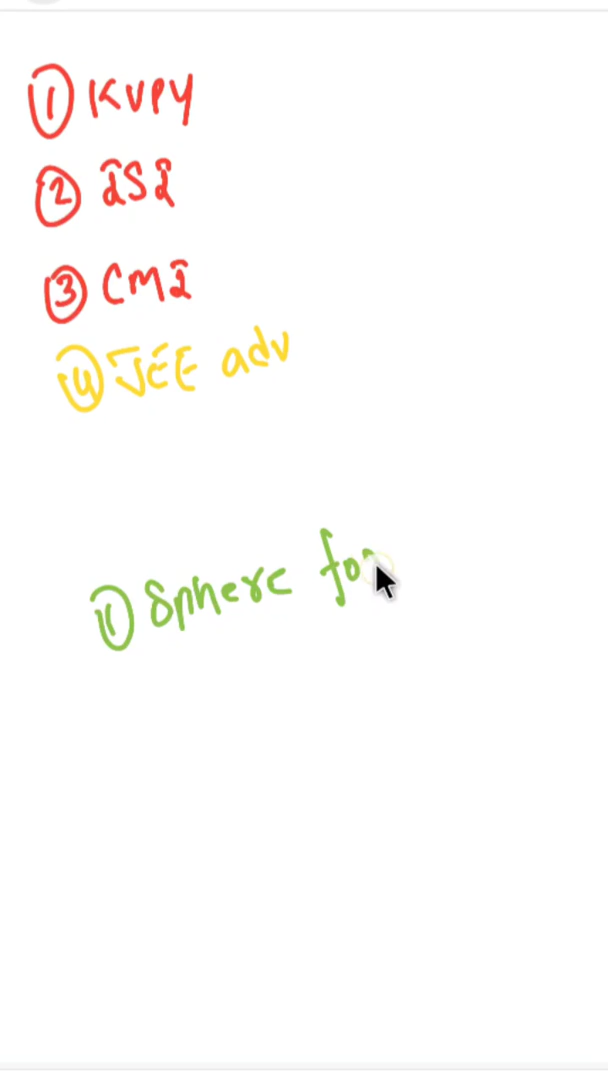 ① KVPY
② ISI
③ CMI
④ JEE adv
① Sphere for